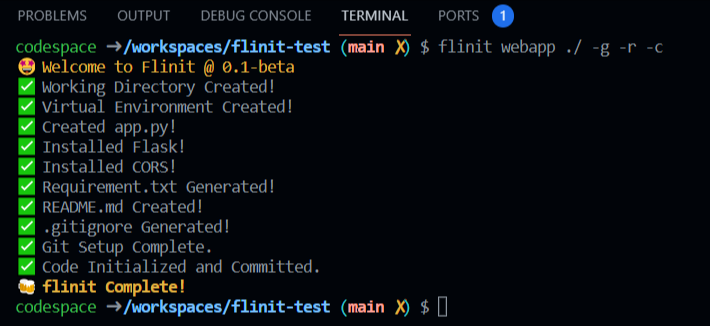 PROBLEMS OUTPUT DEBUG CONSOLE TERMINAL PORTS 1
codespace ➜/workspaces/flinit-test (main ✗) $ flinit webapp ./ -g -r -c
🤩 Welcome to Flinit @ 0.1-beta
✅ Working Directory Created!
✅ Virtual Environment Created!
✅ Created app.py!
✅ Installed Flask!
✅ Installed CORS!
✅ Requirement.txt Generated!
✅ README.md Created!
✅ .gitignore Generated!
✅ Git Setup Complete.
✅ Code Initialized and Committed.
🍻 flinit Complete!
codespace ➜/workspaces/flinit-test (main ✗) $